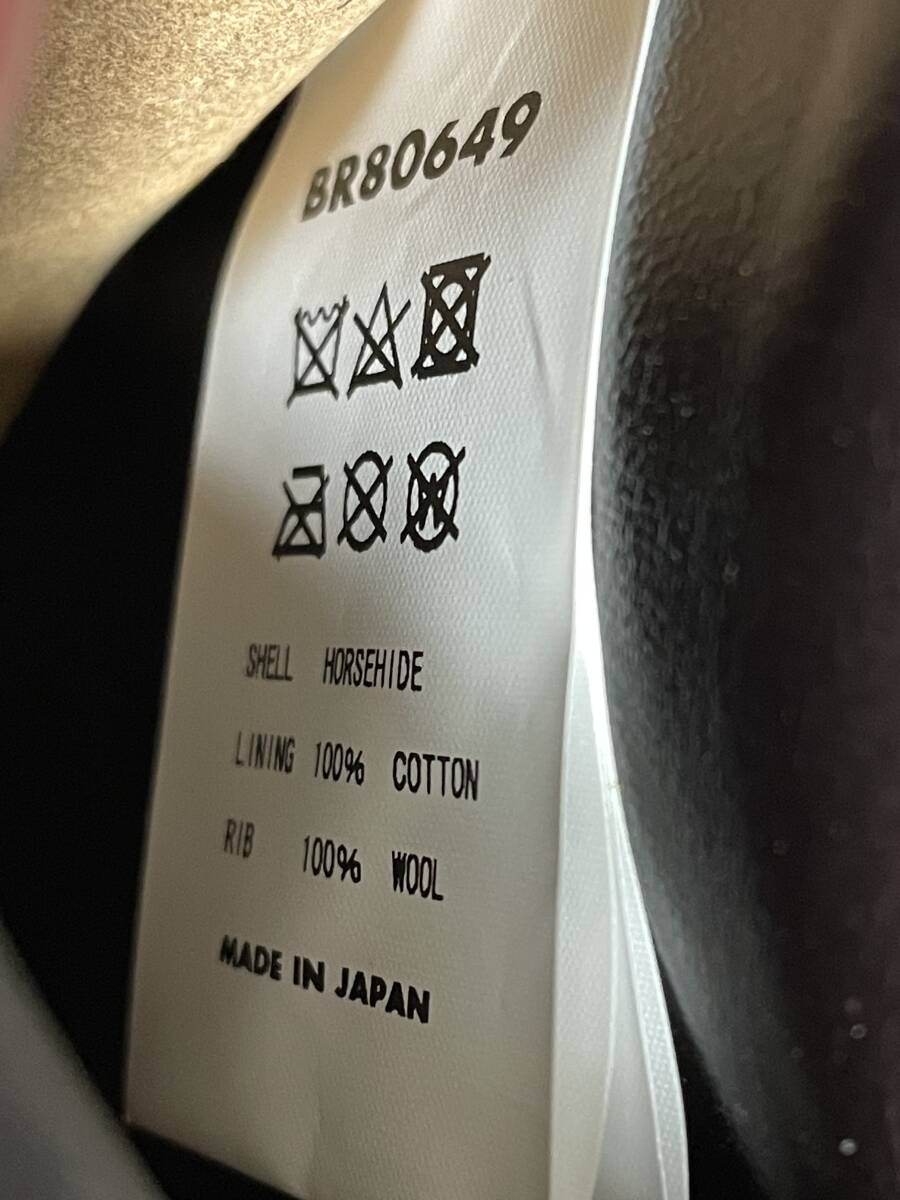 BR80649
SHELL HORSEHIDE
LINING 100% COTTON
RIB 100% WOOL
MADE IN JAPAN